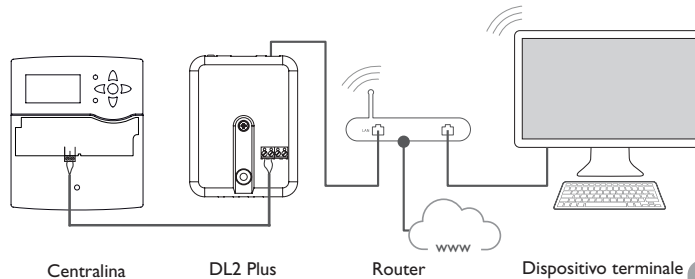 LAN
www
Centralina
DL2 Plus
Router
Dispositivo terminale